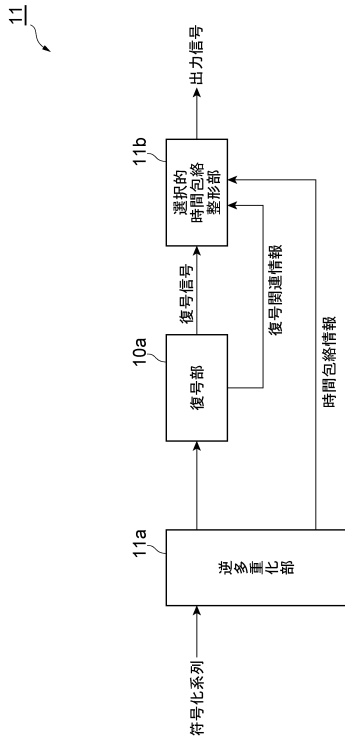 11
符号化系列
11a
逆多重化部
10a
復号部
復号信号
復号関連情報
時間包絡情報
11b
選択的
時間包絡
整形部
出力信号